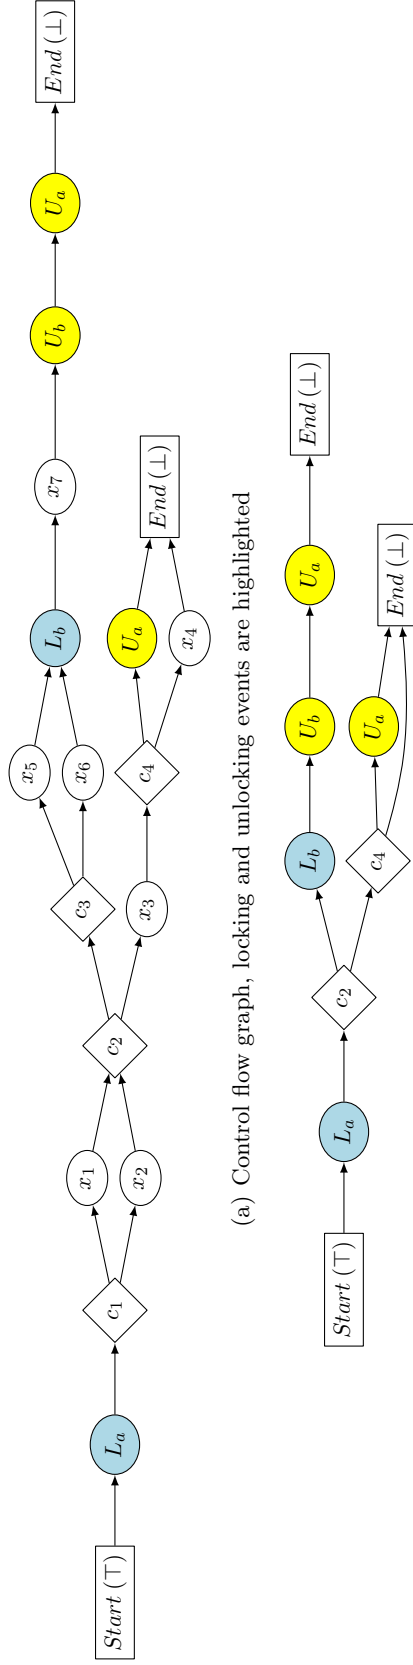 Start (⊤)
L_a
c_1
x_1
x_2
c_2
c_3
x_3
x_5
x_6
c_4
L_b
U_a
x_4
x_7
End (⊥)
U_b
U_a
End (⊥)
(a) Control flow graph, locking and unlocking events are highlighted
Start (⊤)
L_a
c_2
L_b
c_4
U_b
U_a
U_a
End (⊥)
End (⊥)